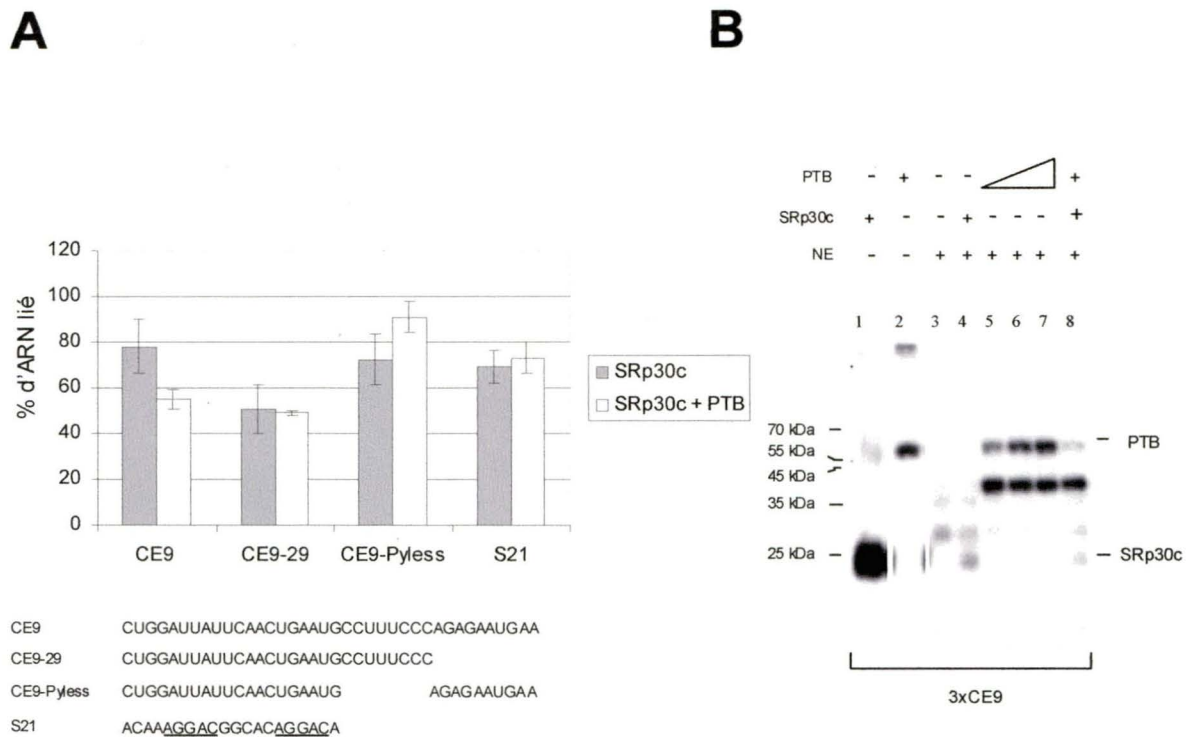 A
120
100
80
60
40
20
0
% d'ARN lié
CE9 CE9-29 CE9-Pyless S21
SRp30c
SRp30c + PTB
CE9 CUGGAUUAUUCAACUGAAUGCCUUUCCCAGAGAAUGAA
CE9-29 CUGGAUUAUUCAACUGAAUGCCUUUCCC
CE9-Pyless CUGGAUUAUUCAACUGAAUG AGAGAAUGAA
S21 ACAAAGGACGGCACAGGACA
B
PTB - + - - +
SRp30c + - - + - - - +
NE - - + + + + + +
1 2 3 4 5 6 7 8
70 kDa
55 kDa
45 kDa
35 kDa
25 kDa
PTB
SRp30c
3xCE9